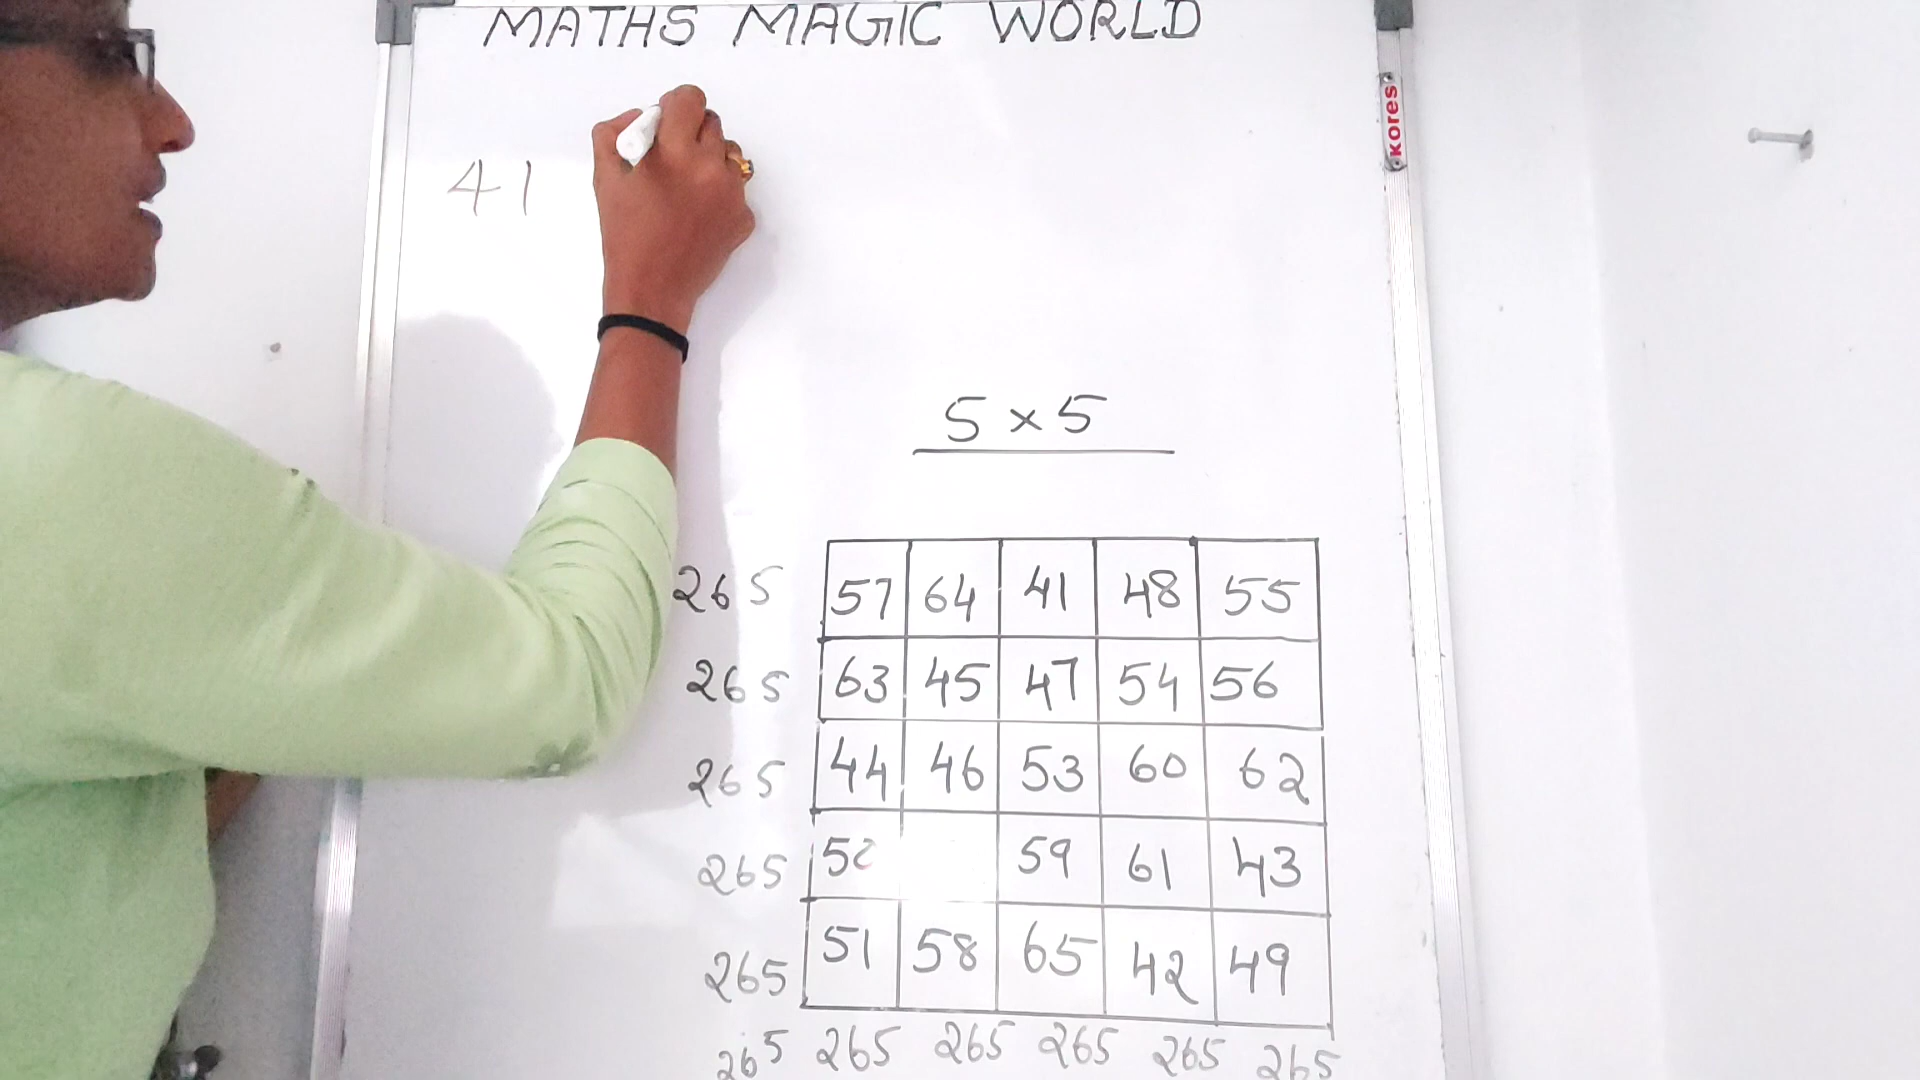 MATHS MAGIC WORLD
kores
41
5 × 5
265 57 64 41 48 55
265 63 45 47 54 56
265 44 46 53 60 62
265 59 61 43
265 51 58 65 42 49
265 265 265 265 265 265